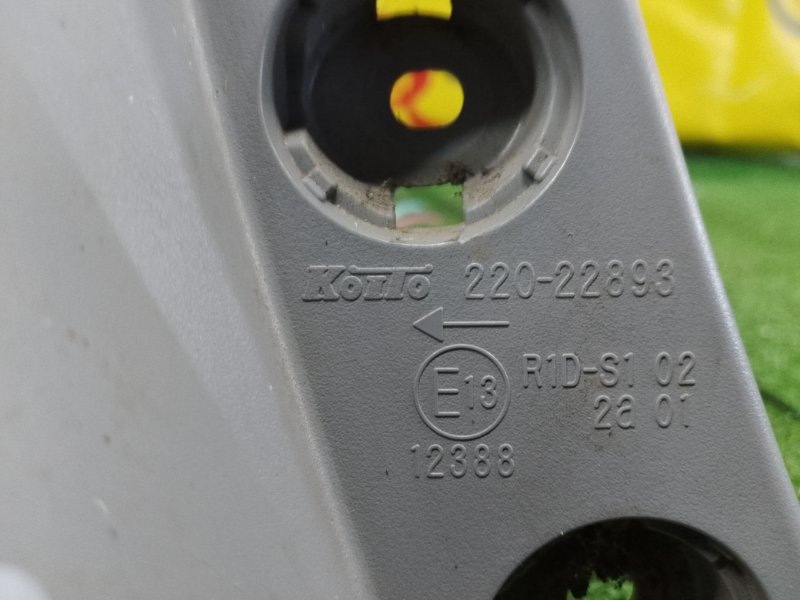 KOITO 220-22893
←
E13 R1D-S1 02
2a 01
12388